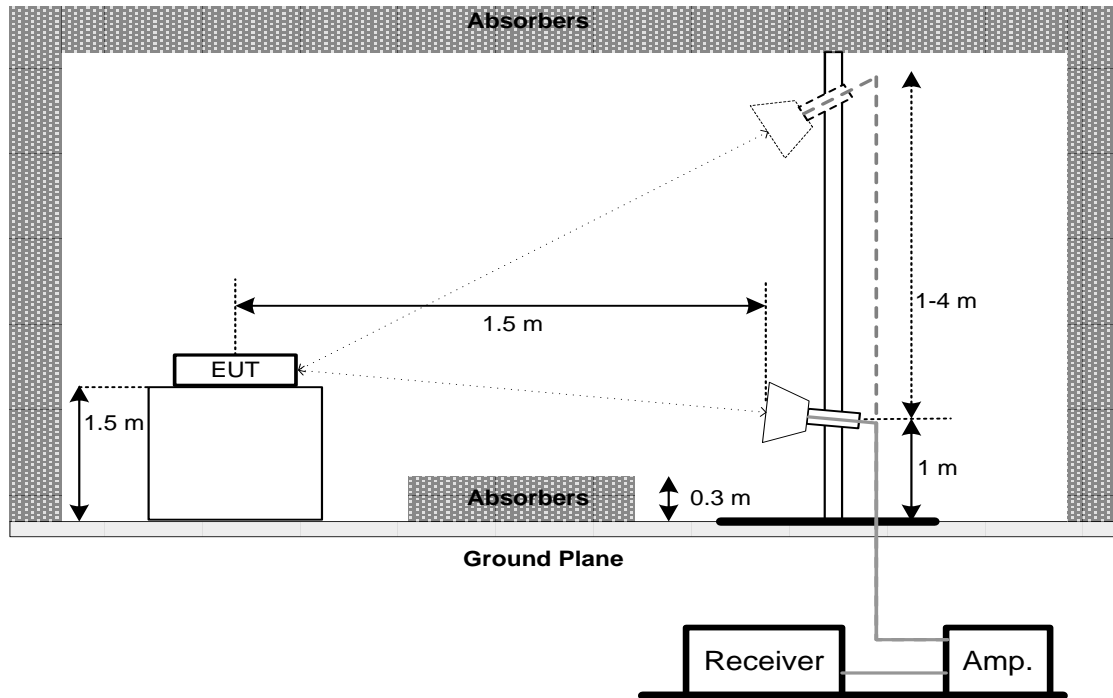 Absorbers
1-4 m
1.5 m
EUT
1.5 m
1 m
Absorbers
0.3 m
Ground Plane
Receiver
Amp.